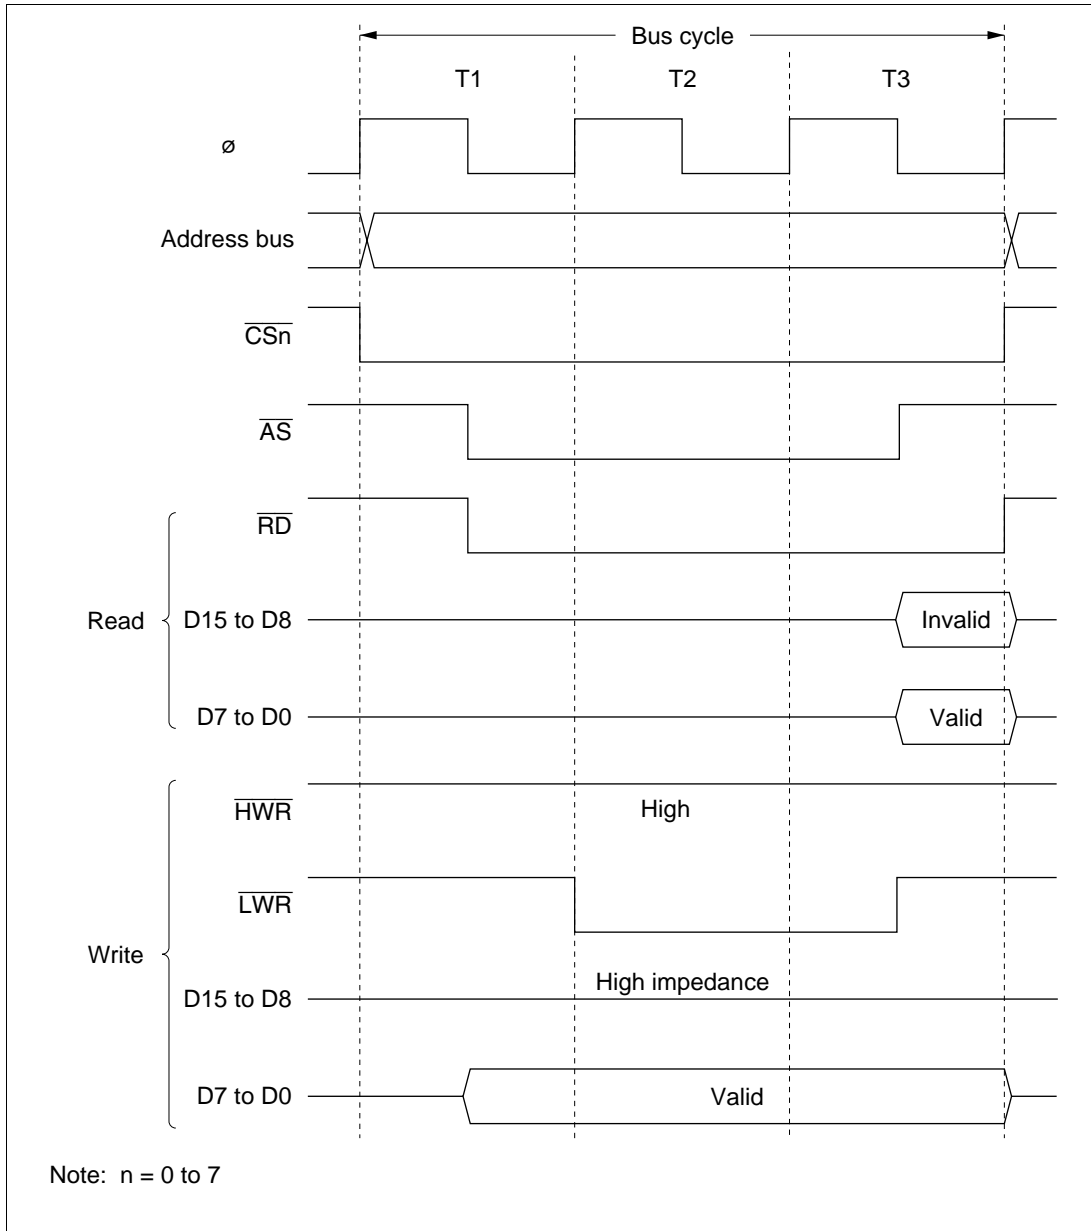 Bus cycle
T1 T2 T3
ø
Address bus
CSn
AS
RD
Read
D15 to D8
Invalid
D7 to D0
Valid
HWR
High
LWR
Write
High impedance
D15 to D8
D7 to D0
Valid
Note: n = 0 to 7